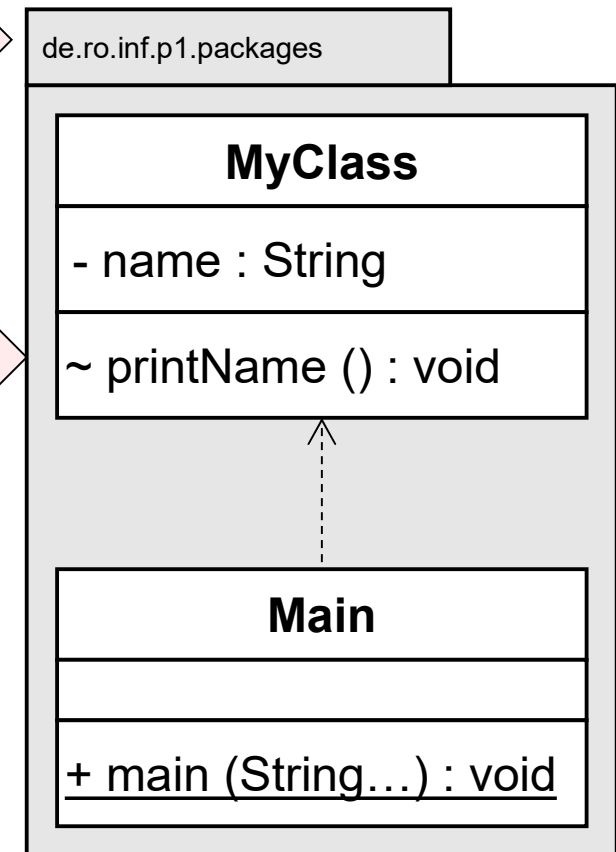 de.ro.inf.p1.packages
MyClass
- name : String
~ printName () : void
Main
+ main (String…) : void